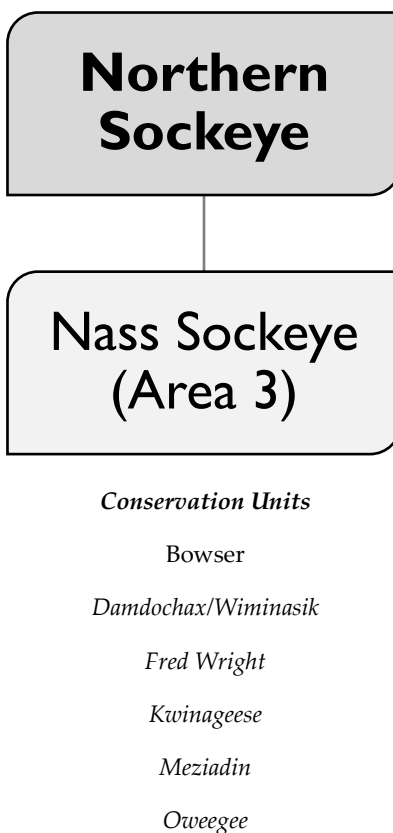 Northern
Sockeye
Nass Sockeye
(Area 3)
Conservation Units
Bowser
Damdochax/Wiminasik
Fred Wright
Kwinageese
Meziadin
Oweegee